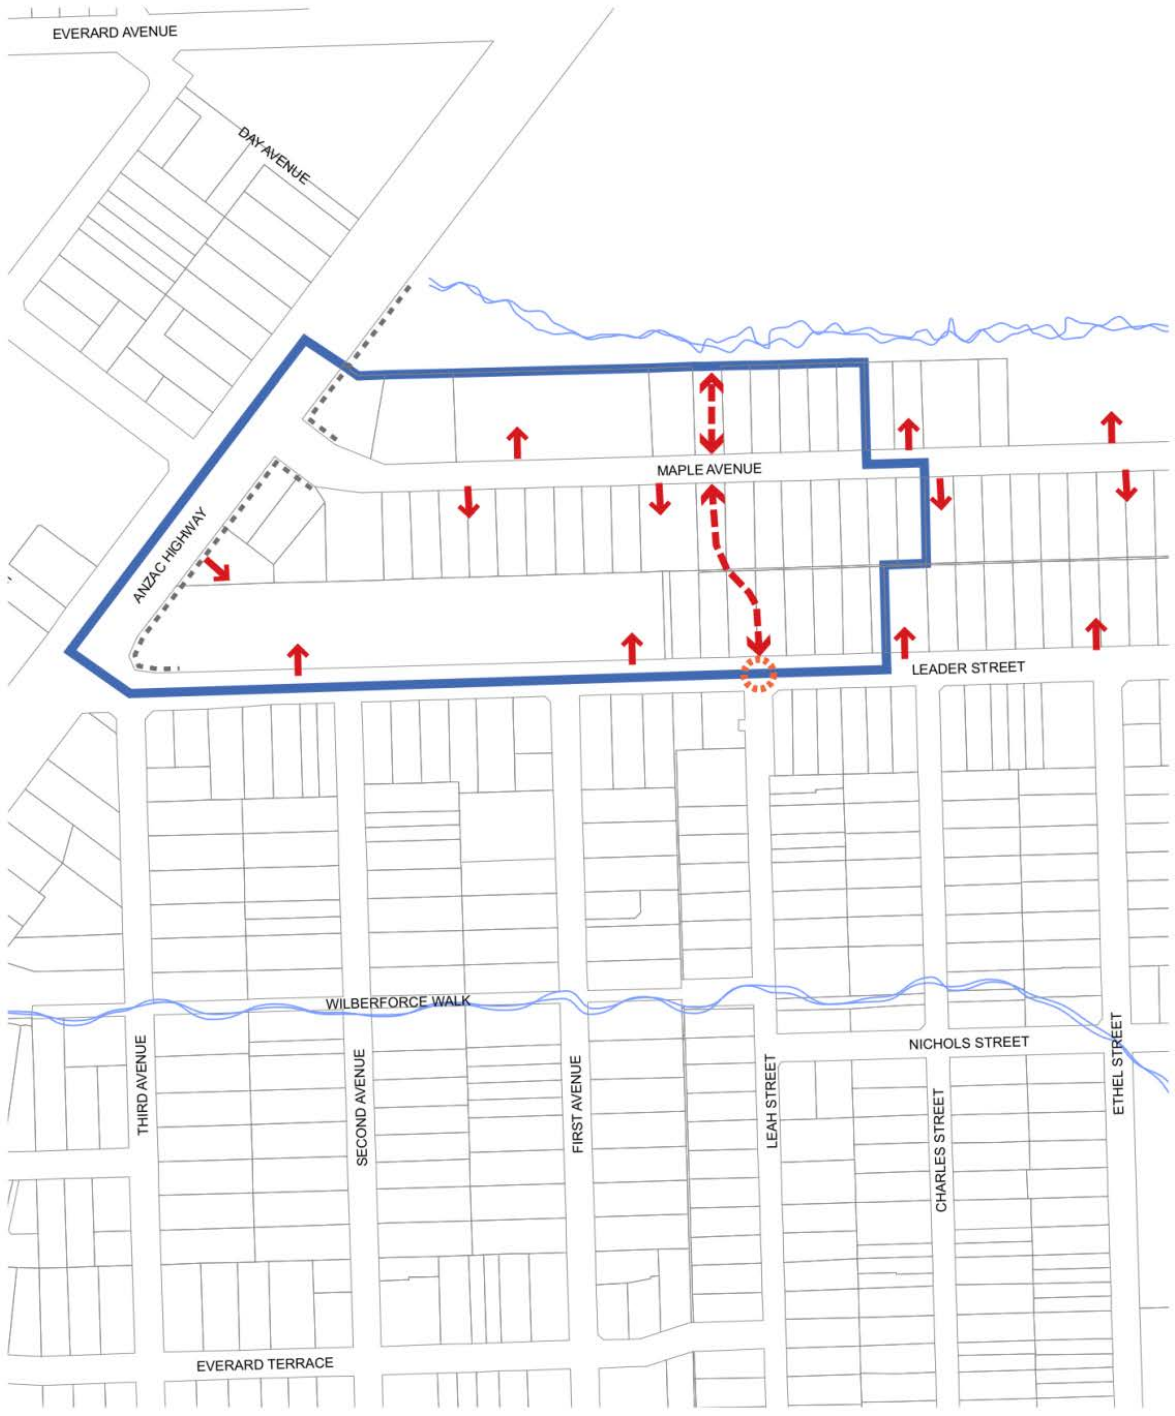 EVERARD AVENUE
DAY AVENUE
MAPLE AVENUE
ANZAC HIGHWAY
LEADER STREET
WILBERFORCE WALK
NICHOLS STREET
THIRD AVENUE
SECOND AVENUE
FIRST AVENUE
LEAH STREET
CHARLES STREET
ETHEL STREET
EVERARD TERRACE